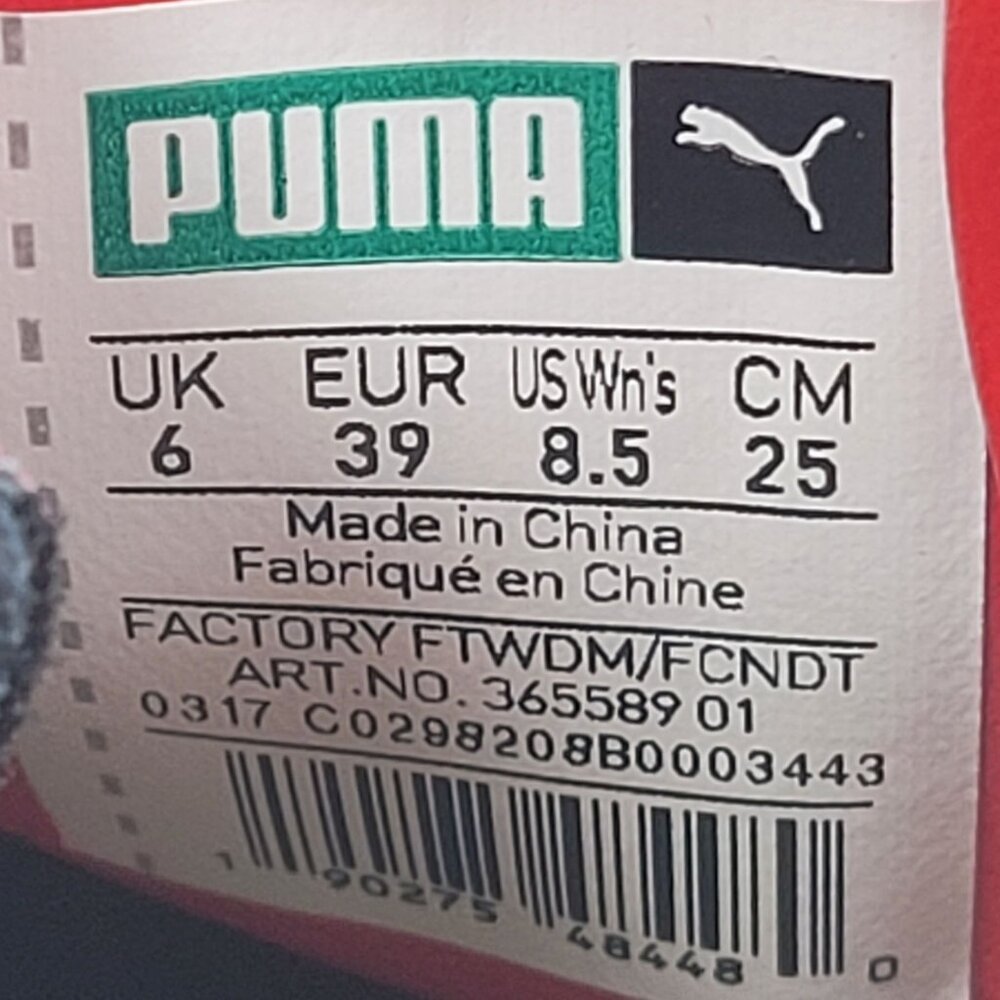 PUMA
UK EUR US Wn's CM
6 39 8.5 25
Made in China
Fabriqué en Chine
FACTORY FTWDM/FCNDT
ART.NO. 365589 01
0317 C0298208B0003443
1 90275 48448 0